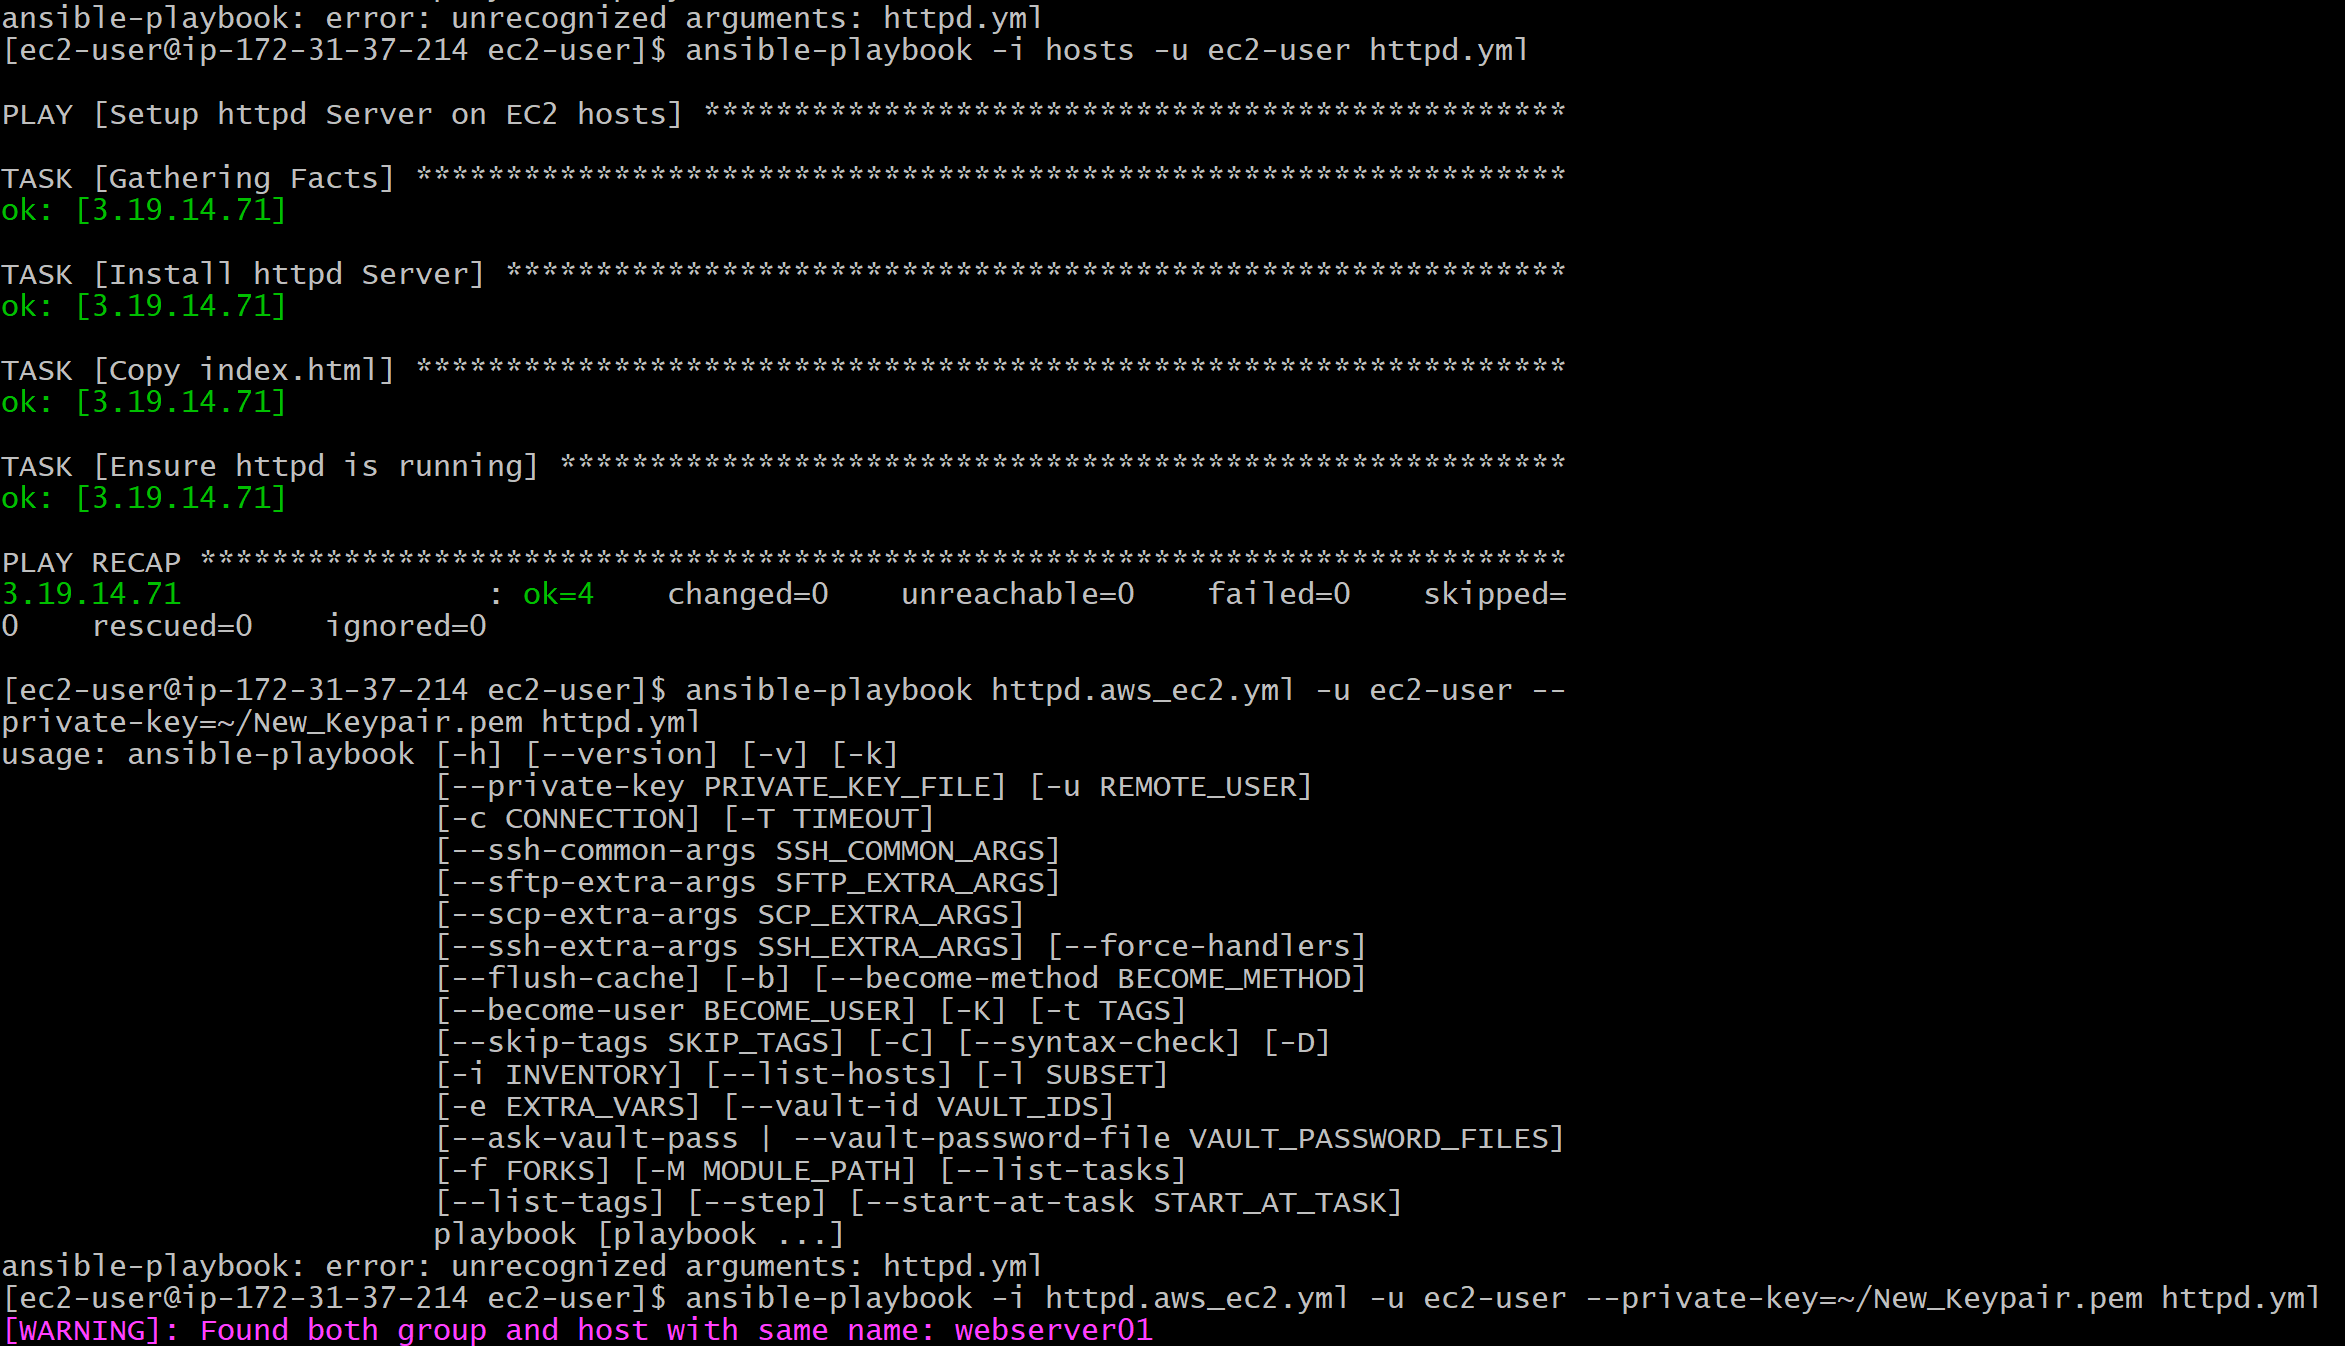 ansible-playbook: error: unrecognized arguments: httpd.yml
[ec2-user@ip-172-31-37-214 ec2-user]$ ansible-playbook -i hosts -u ec2-user httpd.yml
PLAY [Setup httpd Server on EC2 hosts] ************************************************
TASK [Gathering Facts] ****************************************************************
ok: [3.19.14.71]
TASK [Install httpd Server] ***********************************************************
ok: [3.19.14.71]
TASK [Copy index.html] ****************************************************************
ok: [3.19.14.71]
TASK [Ensure httpd is running] ********************************************************
ok: [3.19.14.71]
PLAY RECAP ****************************************************************************
3.19.14.71                 : ok=4    changed=0    unreachable=0    failed=0    skipped=
0    rescued=0    ignored=0
[ec2-user@ip-172-31-37-214 ec2-user]$ ansible-playbook httpd.aws_ec2.yml -u ec2-user --
private-key=~/New_Keypair.pem httpd.yml
usage: ansible-playbook [-h] [--version] [-v] [-k]
[--private-key PRIVATE_KEY_FILE] [-u REMOTE_USER]
[-c CONNECTION] [-T TIMEOUT]
[--ssh-common-args SSH_COMMON_ARGS]
[--sftp-extra-args SFTP_EXTRA_ARGS]
[--scp-extra-args SCP_EXTRA_ARGS]
[--ssh-extra-args SSH_EXTRA_ARGS] [--force-handlers]
[--flush-cache] [-b] [--become-method BECOME_METHOD]
[--become-user BECOME_USER] [-K] [-t TAGS]
[--skip-tags SKIP_TAGS] [-C] [--syntax-check] [-D]
[-i INVENTORY] [--list-hosts] [-l SUBSET]
[-e EXTRA_VARS] [--vault-id VAULT_IDS]
[--ask-vault-pass | --vault-password-file VAULT_PASSWORD_FILES]
[-f FORKS] [-M MODULE_PATH] [--list-tasks]
[--list-tags] [--step] [--start-at-task START_AT_TASK]
playbook [playbook ...]
ansible-playbook: error: unrecognized arguments: httpd.yml
[ec2-user@ip-172-31-37-214 ec2-user]$ ansible-playbook -i httpd.aws_ec2.yml -u ec2-user --private-key=~/New_Keypair.pem httpd.yml
[WARNING]: Found both group and host with same name: webserver01